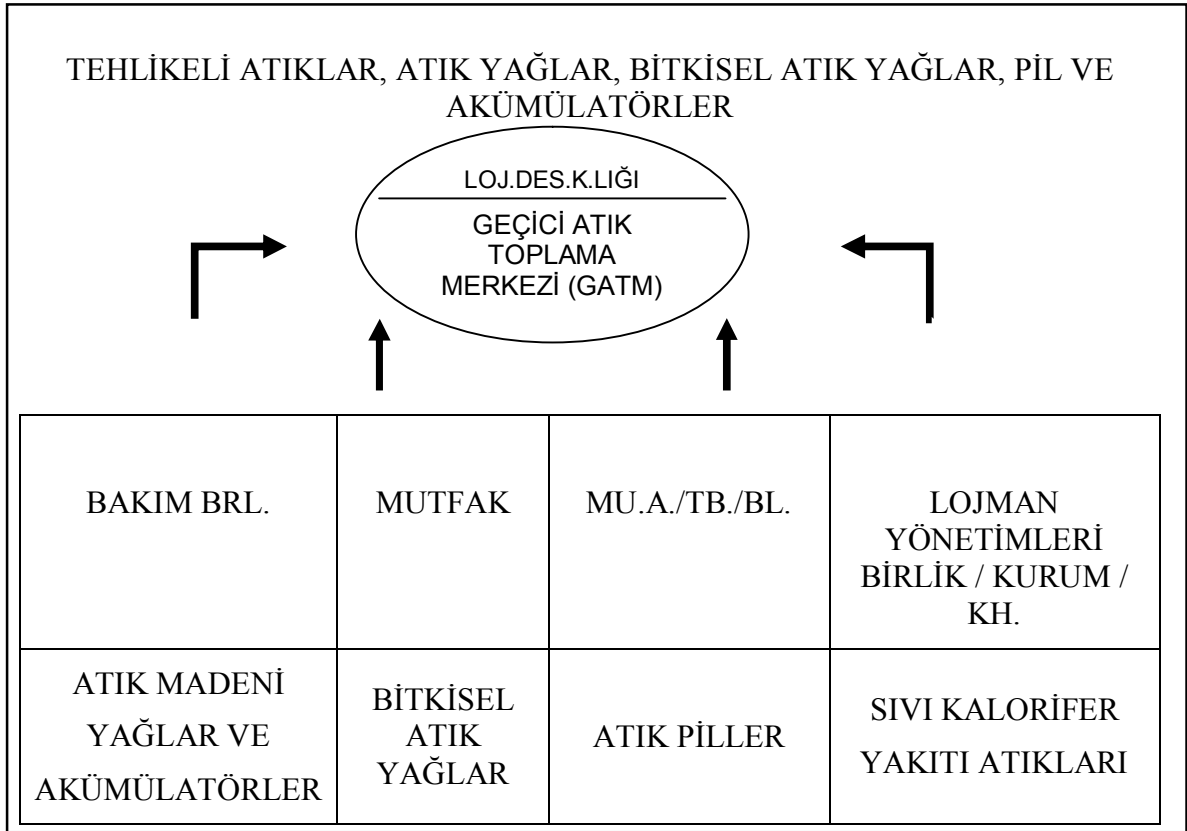 TEHLİKELİ ATIKLAR, ATIK YAĞLAR, BİTKİSEL ATIK YAĞLAR, PİL VE
AKÜMÜLATÖRLER
LOJ.DES.K.LIĞI
GEÇİCİ ATIK
TOPLAMA
MERKEZİ (GATM)
BAKIM BRL.
MUTFAK
MU.A./TB./BL.
LOJMAN
YÖNETİMLERİ
BİRLİK / KURUM /
KH.
ATIK MADENİ
YAĞLAR VE
AKÜMÜLATÖRLER
BİTKİSEL
ATIK
YAĞLAR
ATIK PİLLER
SIVI KALORİFER
YAKITI ATIKLARI